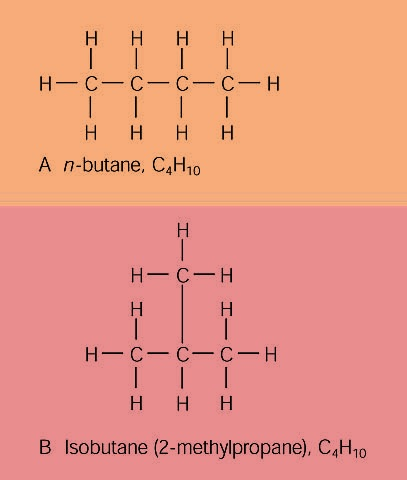 H H H H
H—C—C—C—C—H
H H H H
A n-butane, C₄H₁₀
H
H—C—H
H H
H—C—C—C—H
H H H
B Isobutane (2-methylpropane), C₄H₁₀